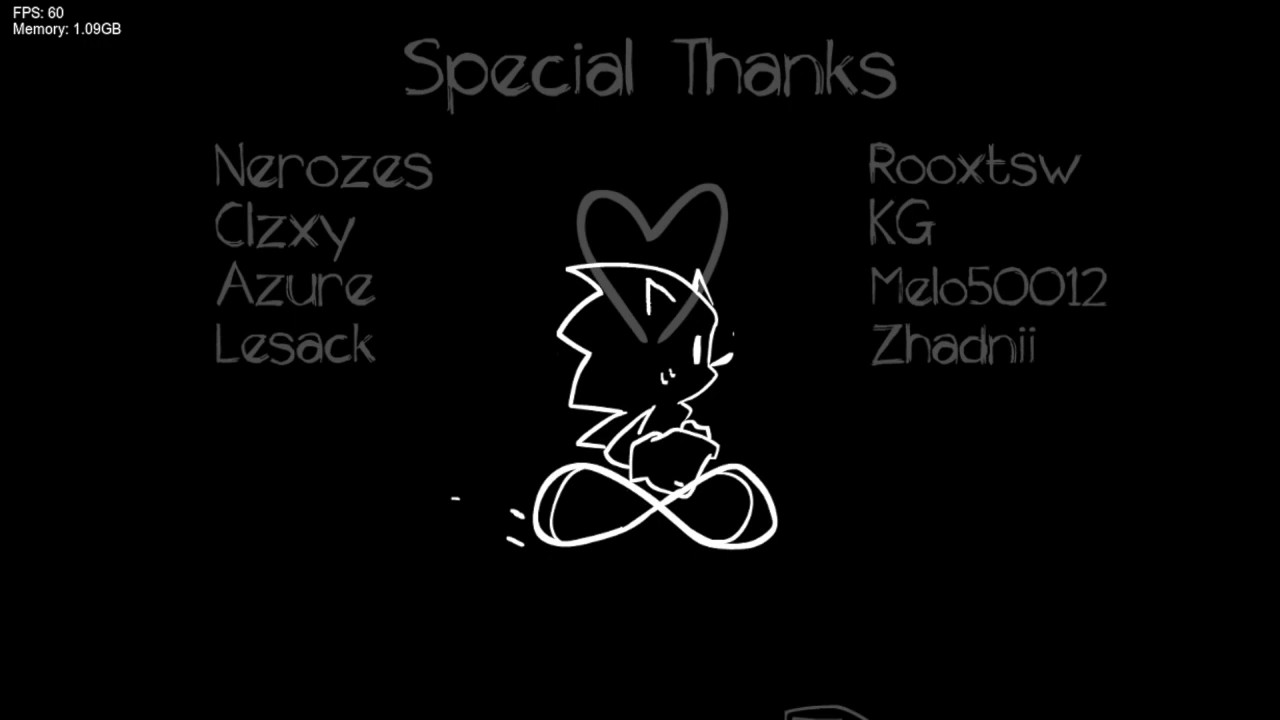 FPS: 60
Memory: 1.09GB
Special Thanks
Nerozes
Clzxy
Azure
Lesack
Rooxtsw
KG
Melo50012
Zhadnii